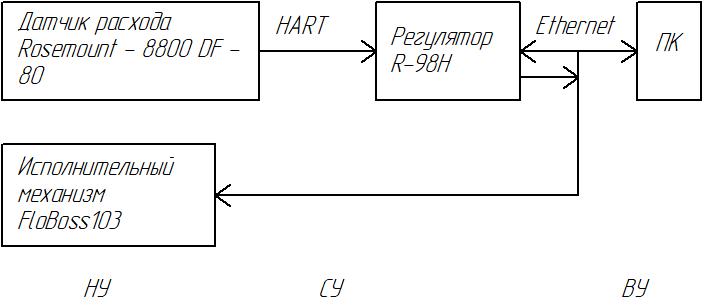 Датчик расхода
Rosemount – 8800 DF –
80
HART
Регулятор
R-98H
Ethernet
ПК
Исполнительный
механизм
FloBoss103
НУ
СУ
ВУ